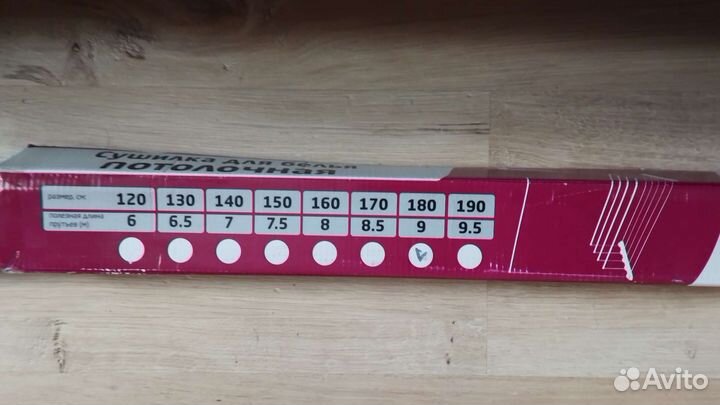 Сушилка для белья
потолочная
размер, см: 120 130 140 150 160 170 180 190
полезная длина
прутьев (м) 6 6.5 7 7.5 8 8.5 9 9.5
Avito